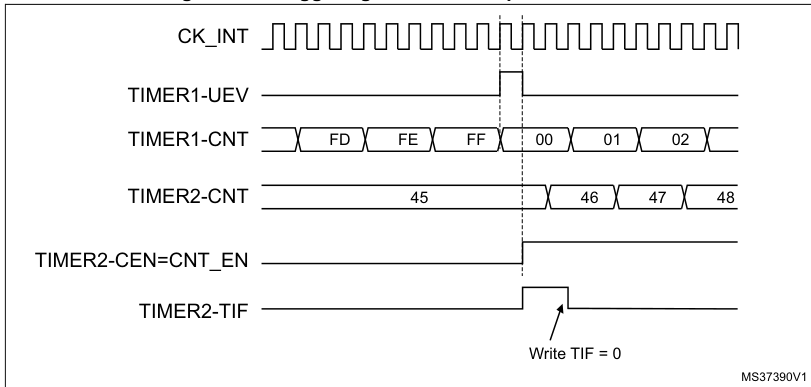 CK_INT
TIMER1-UEV
TIMER1-CNT FD FE FF 00 01 02
TIMER2-CNT 45 46 47 48
TIMER2-CEN=CNT_EN
TIMER2-TIF
Write TIF = 0
MS37390V1